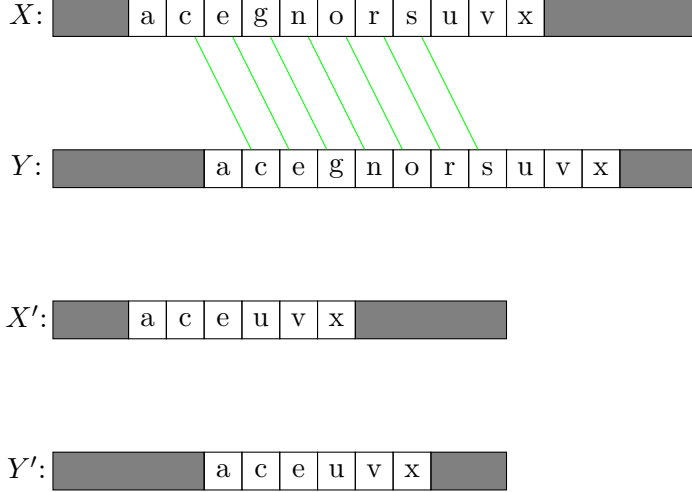 X: a c e g n o r s u v x
Y: a c e g n o r s u v x
X′: a c e u v x
Y′: a c e u v x